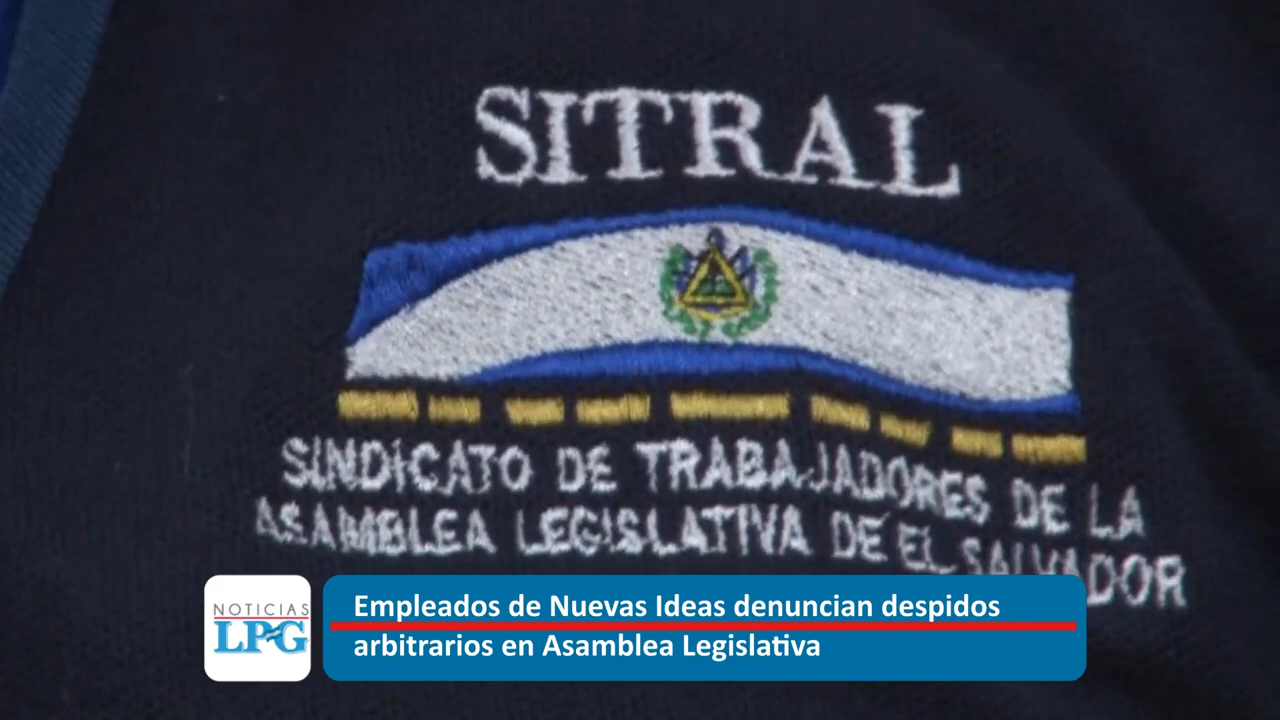 SITRAL
SINDICATO DE TRABAJADORES DE LA
ASAMBLEA LEGISLATIVA DE EL SALVADOR
NOTICIAS
LPG
Empleados de Nuevas Ideas denuncian despidos
arbitrarios en Asamblea Legislativa